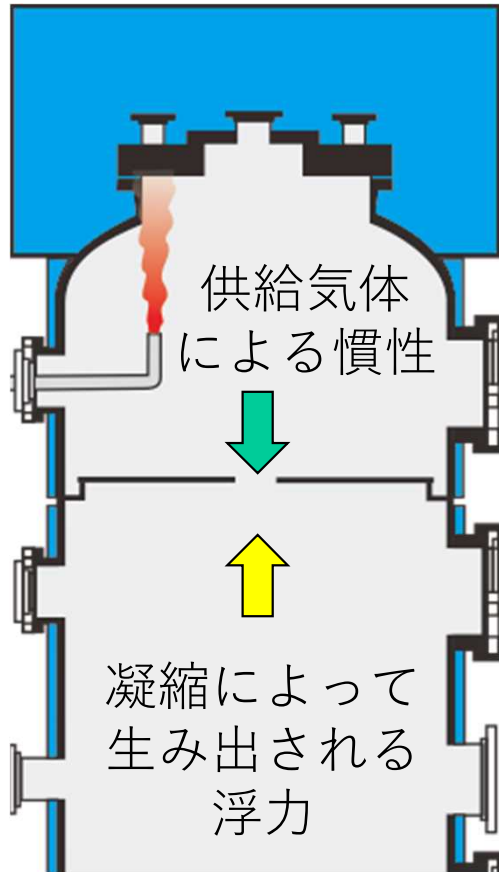 供給気体
による慣性
凝縮によって
生み出される
浮力